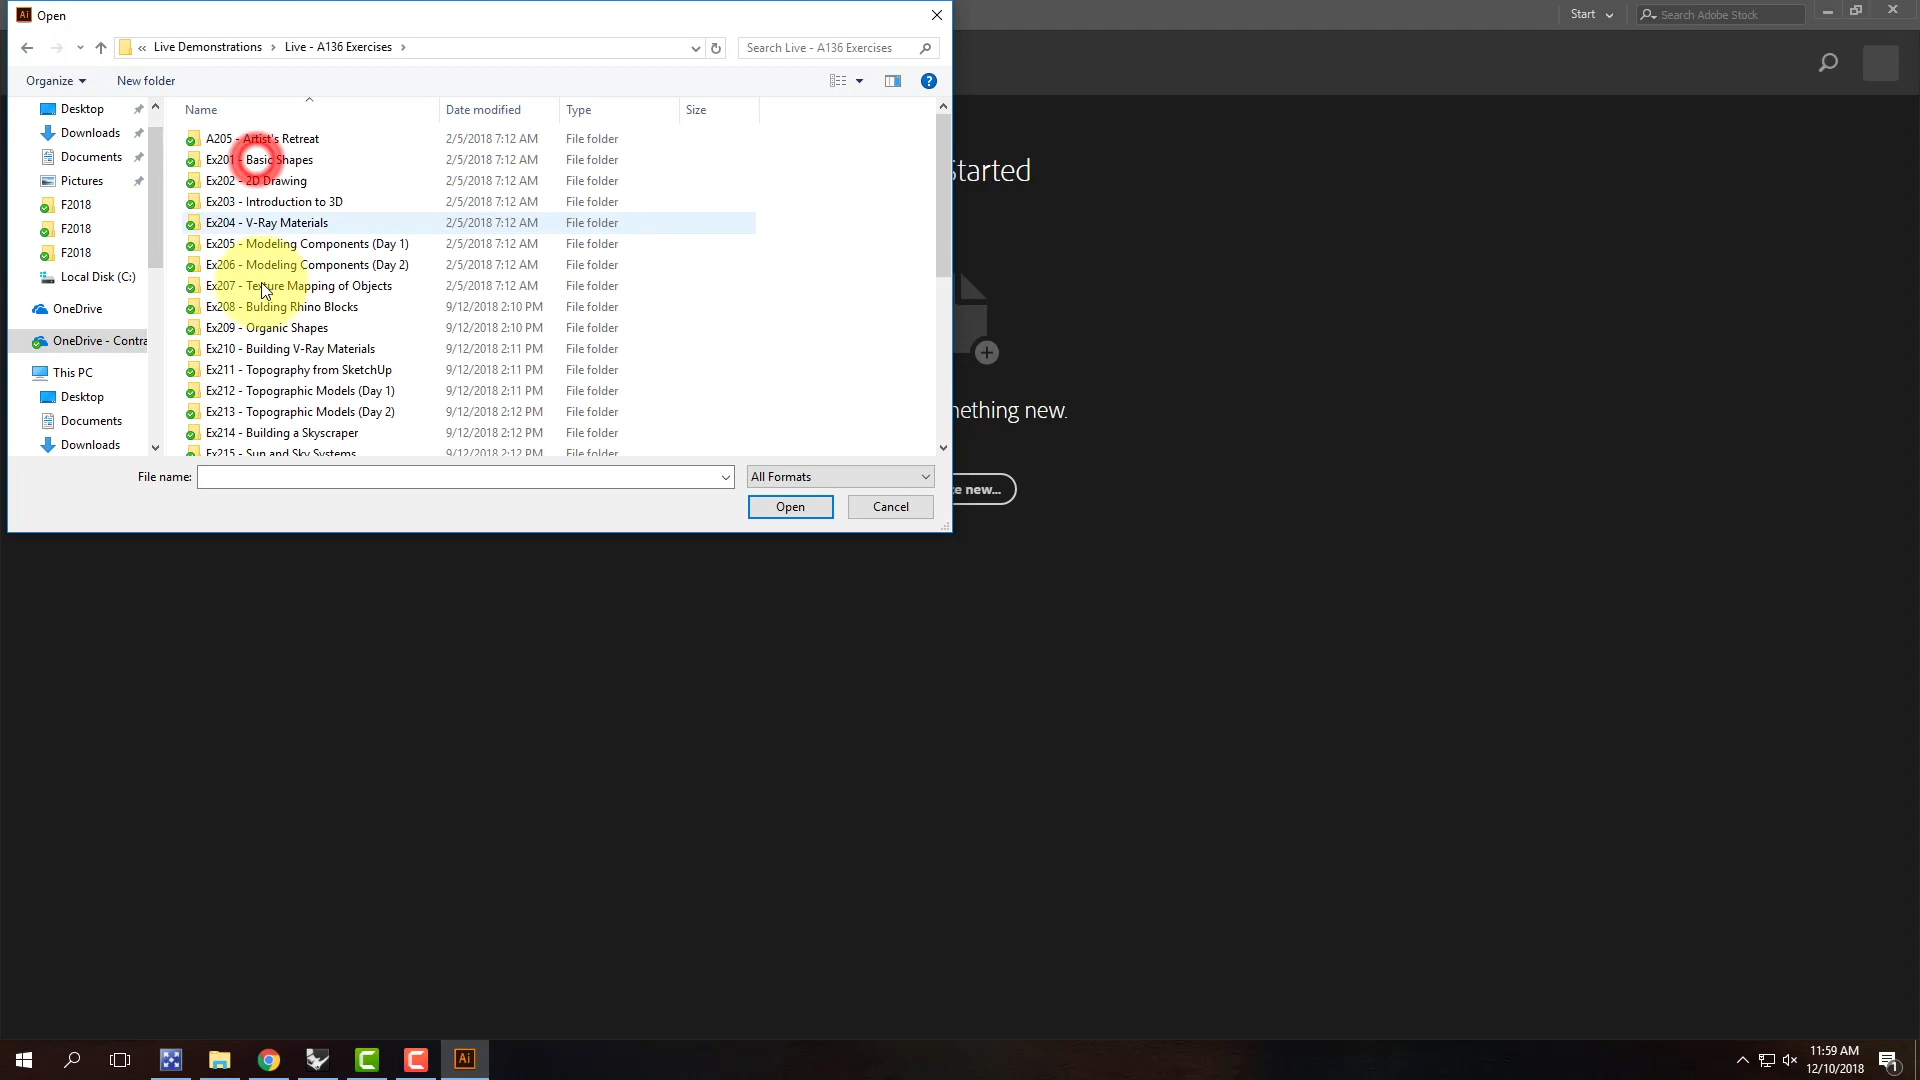 Ai Open
Start
Search Adobe Stock
« Live Demonstrations > Live - A136 Exercises >
Search Live - A136 Exercises
Organize
New folder
?
Name
Date modified
Type
Size
Desktop
Downloads
Documents
Pictures
F2018
F2018
F2018
Local Disk (C:)
OneDrive
OneDrive - Contra
This PC
Desktop
Documents
Downloads
A205 - Artist's Retreat 2/5/2018 7:12 AM File folder
Ex201 - Basic Shapes 2/5/2018 7:12 AM File folder
Ex202 - 2D Drawing 2/5/2018 7:12 AM File folder
Ex203 - Introduction to 3D 2/5/2018 7:12 AM File folder
Ex204 - V-Ray Materials 2/5/2018 7:12 AM File folder
Ex205 - Modeling Components (Day 1) 2/5/2018 7:12 AM File folder
Ex206 - Modeling Components (Day 2) 2/5/2018 7:12 AM File folder
Ex207 - Texture Mapping of Objects 2/5/2018 7:12 AM File folder
Ex208 - Bulding Rhino Blocks 9/12/2018 2:10 PM File folder
Ex209 - Organic Shapes 9/12/2018 2:10 PM File folder
Ex210 - Building V-Ray Materials 9/12/2018 2:11 PM File folder
Ex211 - Topography from SketchUp 9/12/2018 2:11 PM File folder
Ex212 - Topographic Models (Day 1) 9/12/2018 2:11 PM File folder
Ex213 - Topographic Models (Day 2) 9/12/2018 2:12 PM File folder
Ex214 - Building a Skyscraper 9/12/2018 2:12 PM File folder
Ex215 - Sun and Sky Systems 9/12/2018 2:12 PM File folder
File name:
All Formats
Open
Cancel
Started
nething new.
te new...
Ai
11:59 AM
12/10/2018
1